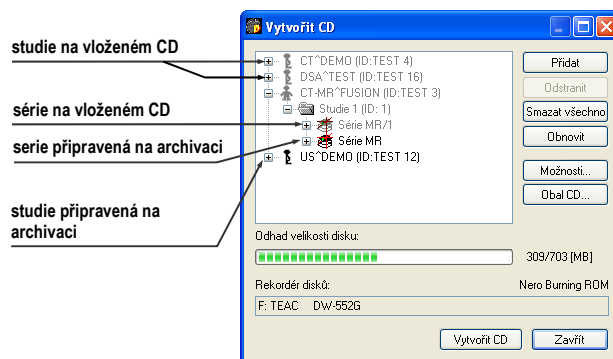 studie na vloženém CD
série na vloženém CD
serie připravená na archivaci
studie připravená na
archivaci
Vytvořit CD
CT^DEMO (ID:TEST 4)
DSA^TEST (ID:TEST 16)
CT-MR^FUSION (ID:TEST 3)
Studie 1 (ID: 1)
Série MR/1
Série MR
US^DEMO (ID:TEST 12)
Přidat
Odstranit
Smazat všechno
Obnovit
Možnosti...
Obal CD...
Odhad velikosti disku:
309/703 [MB]
Rekordér disků:
Nero Burning ROM
F: TEAC DW-552G
Vytvořit CD
Zavřít